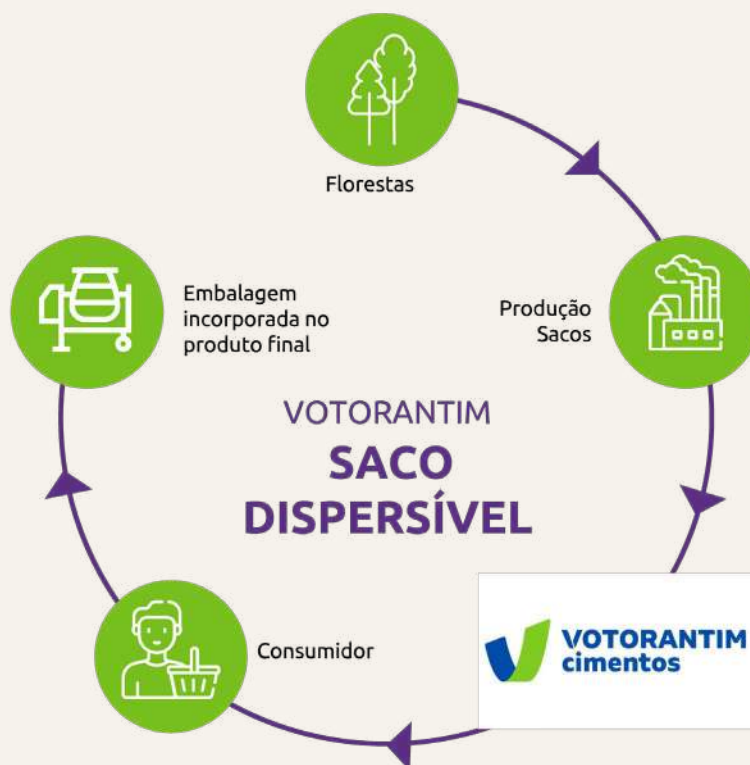 Florestas
Produção
Sacos
Embalagem
incorporada no
produto final
VOTORANTIM
SACO
DISPERSÍVEL
Consumidor
VOTORANTIM
cimentos